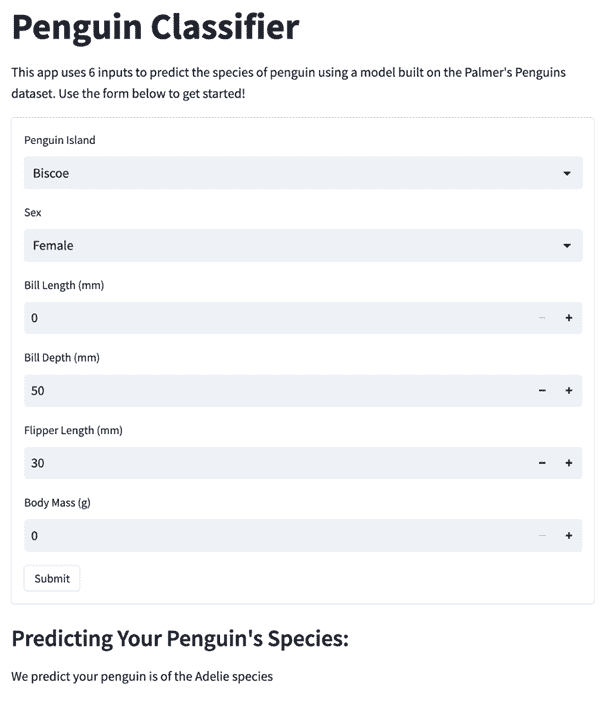 Penguin Classifier
This app uses 6 inputs to predict the species of penguin using a model built on the Palmer's Penguins
dataset. Use the form below to get started!
Penguin Island
Biscoe
Sex
Female
Bill Length (mm)
0
Bill Depth (mm)
50
Flipper Length (mm)
30
Body Mass (g)
0
Submit
Predicting Your Penguin's Species:
We predict your penguin is of the Adelie species